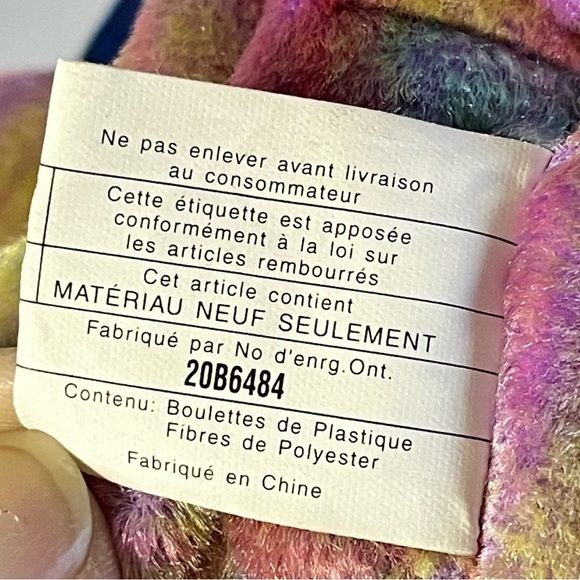 Ne pas enlever avant livraison
au consommateur
Cette étiquette est apposée
conformément à la loi sur
les articles rembourrés
Cet article contient
MATÉRIAU NEUF SEULEMENT
Fabriqué par No d'enrg.Ont.
20B6484
Contenu: Boulettes de Plastique
Fibres de Polyester
Fabriqué en Chine